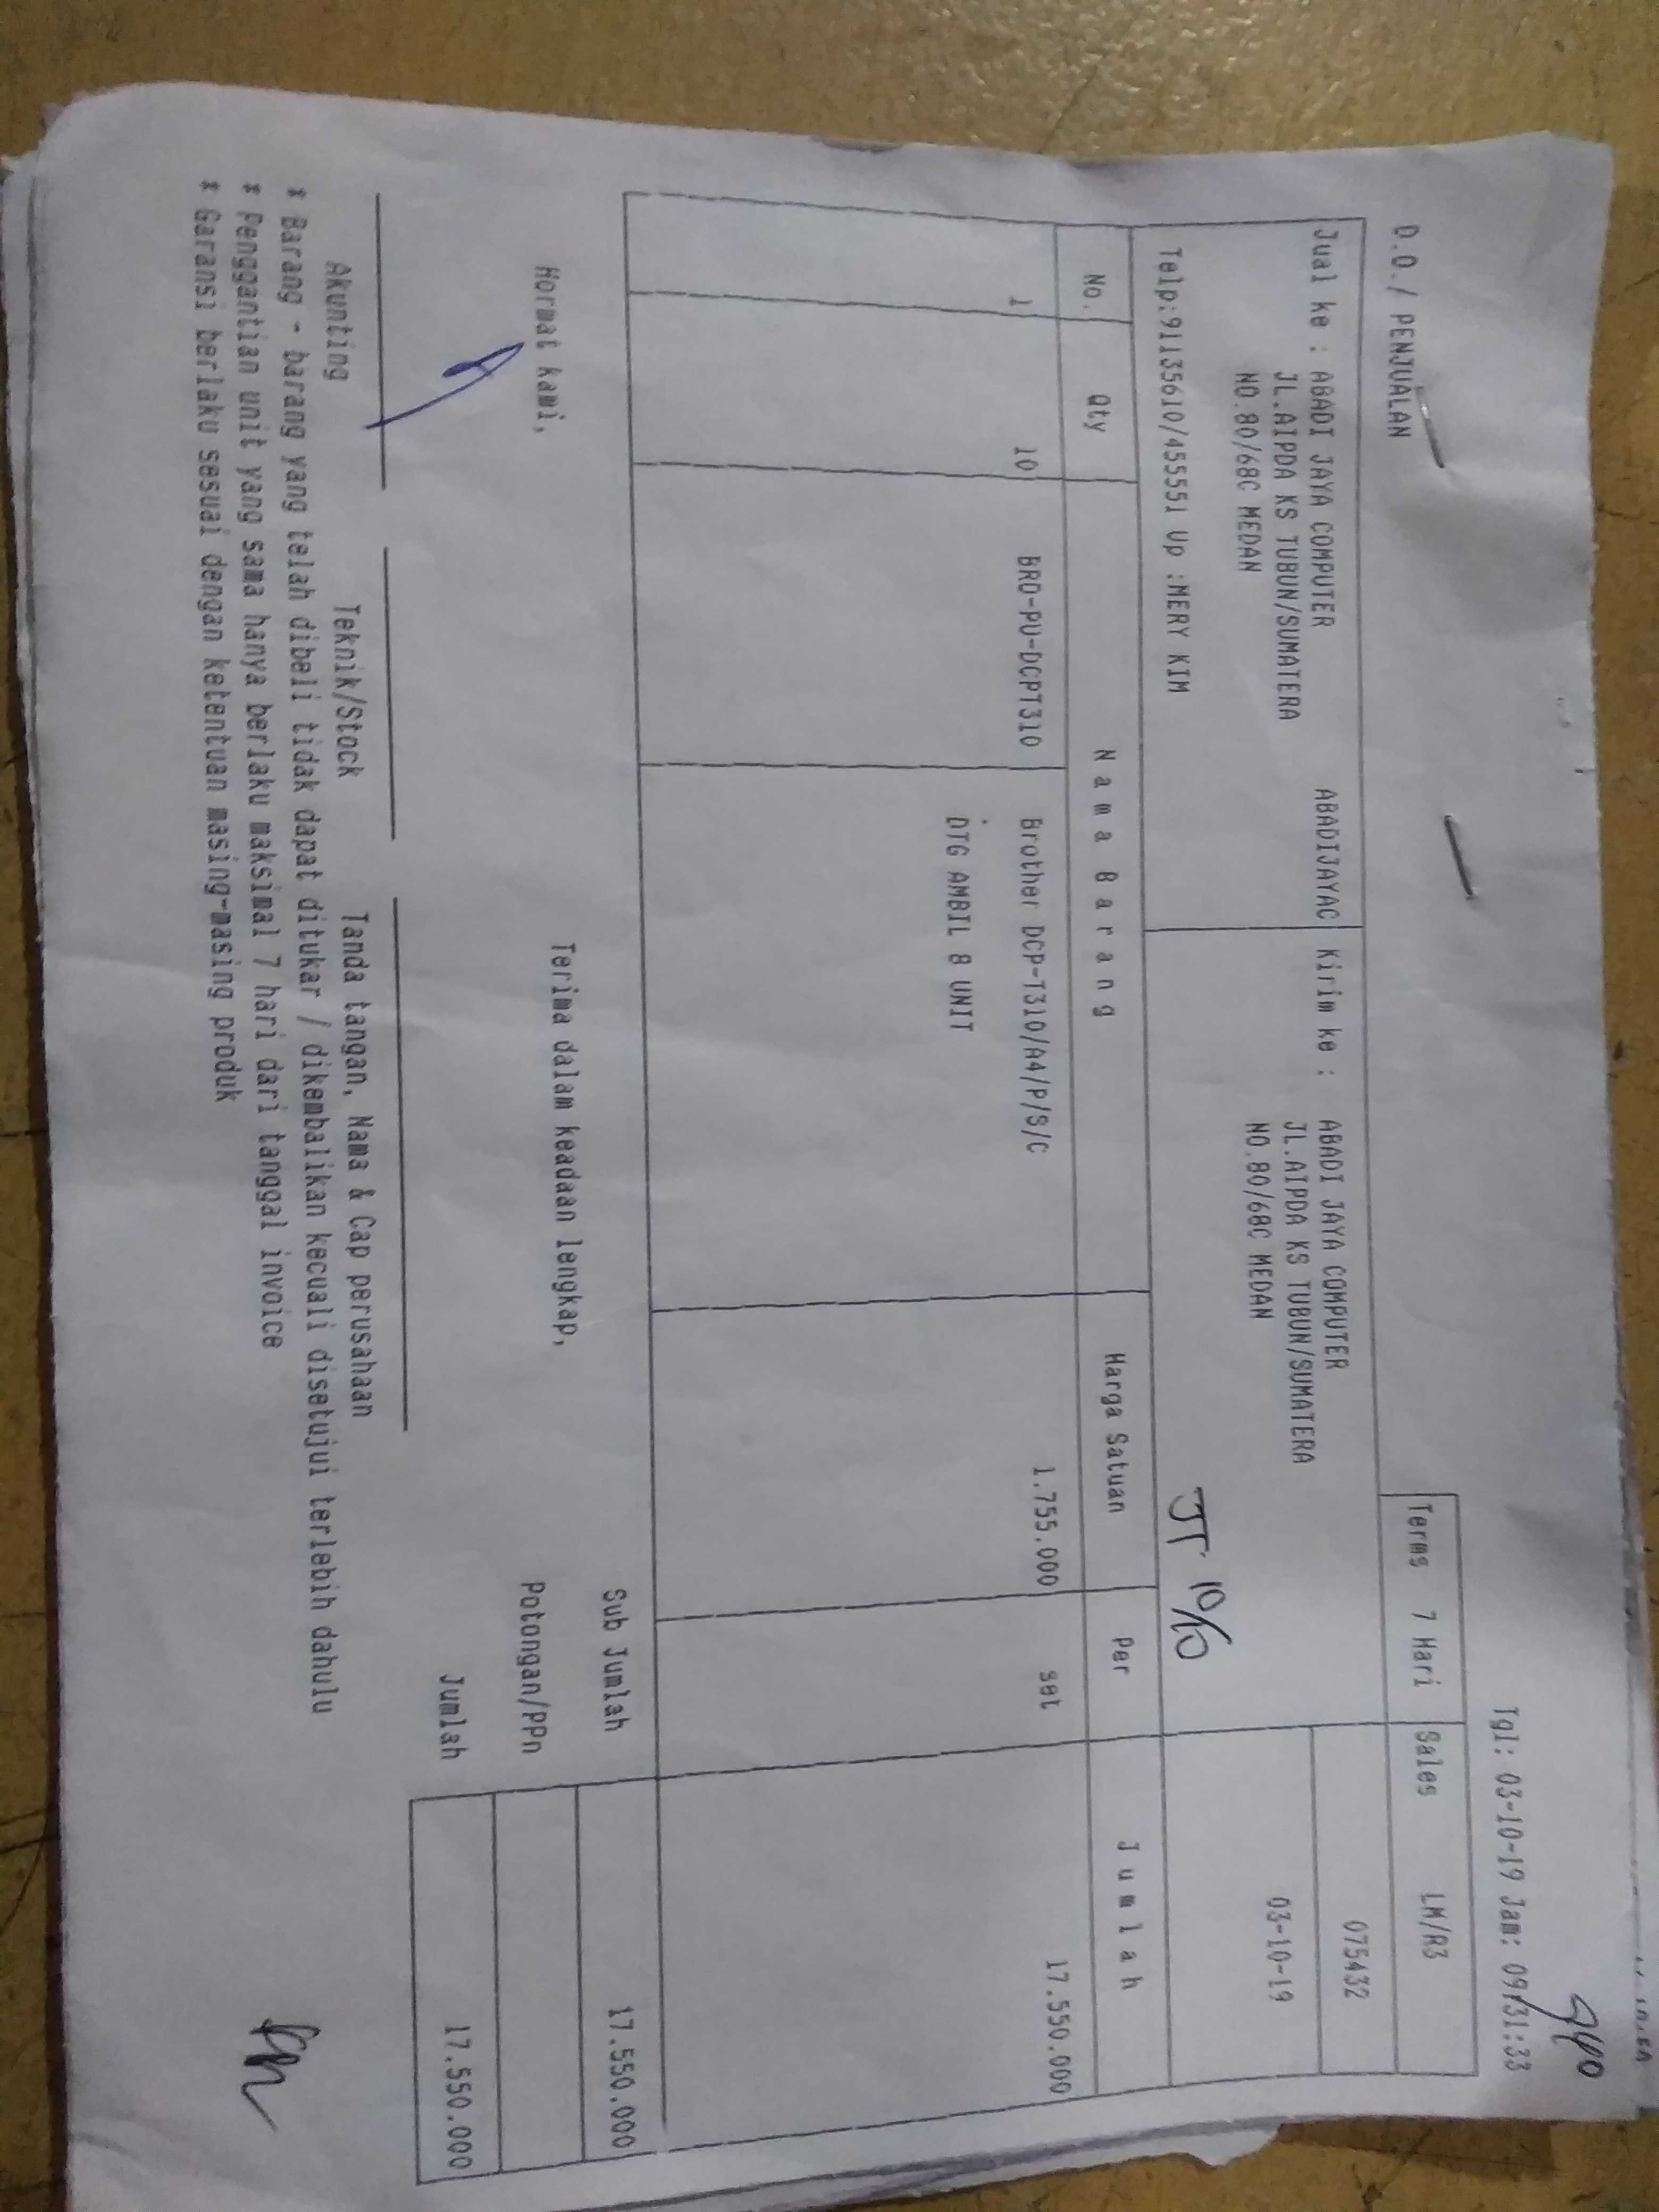 Tgl: 03-10-19 Jam: 09:31:33
D.O./ PENJUALAN
Terms 7 Hari Sales LM/R3
Jual ke : ABADI JAYA COMPUTER ABADIJAYAC Kirim ke : ABADI JAYA COMPUTER 075432
JL.AIPDA KS TUBUN/SUMATERA JL.AIPDA KS TUBUN/SUMATERA
NO.80/68C MEDAN NO.80/68C MEDAN 03-10-19
Telp:91135610/455551 Up :MERY KIM JT 10/10
No. Qty Nama Barang Harga Satuan Per Jumlah
1 10 BRO-PU-DCPT310 Brother DCP-T310/A4/P/S/C 1.755.000 set 17.550.000
DTG AMBIL 8 UNIT
Sub Jumlah 17.550.000
Hormat kami, Terima dalam keadaan lengkap, Potongan/PPn
Jumlah 17.550.000
Akunting Teknik/Stock Tanda tangan, Nama & Cap perusahaan
* Barang - barang yang telah dibeli tidak dapat ditukar / dikembalikan kecuali disetujui terlebih dahulu
* Penggantian unit yang sama hanya berlaku maksimal 7 hari dari tanggal invoice
* Garansi berlaku sesuai dengan ketentuan masing-masing produk